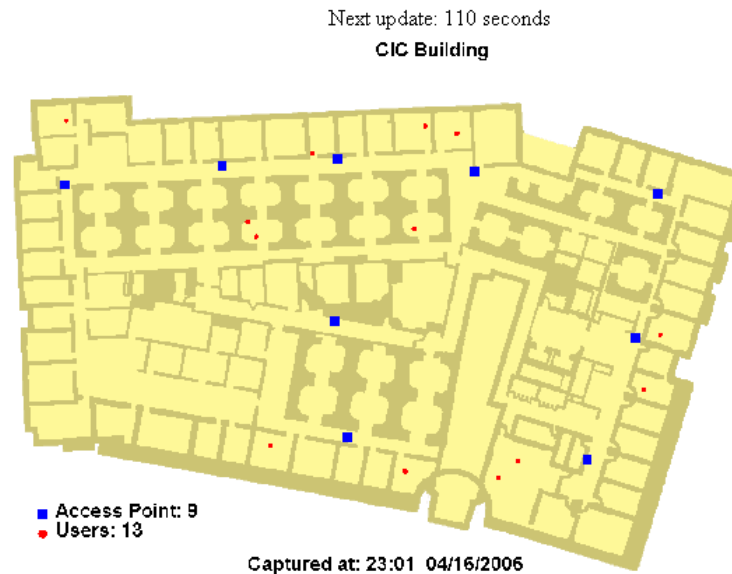 Next update: 110 seconds
CIC Building
Access Point: 9
Users: 13
Captured at: 23:01 04/16/2006